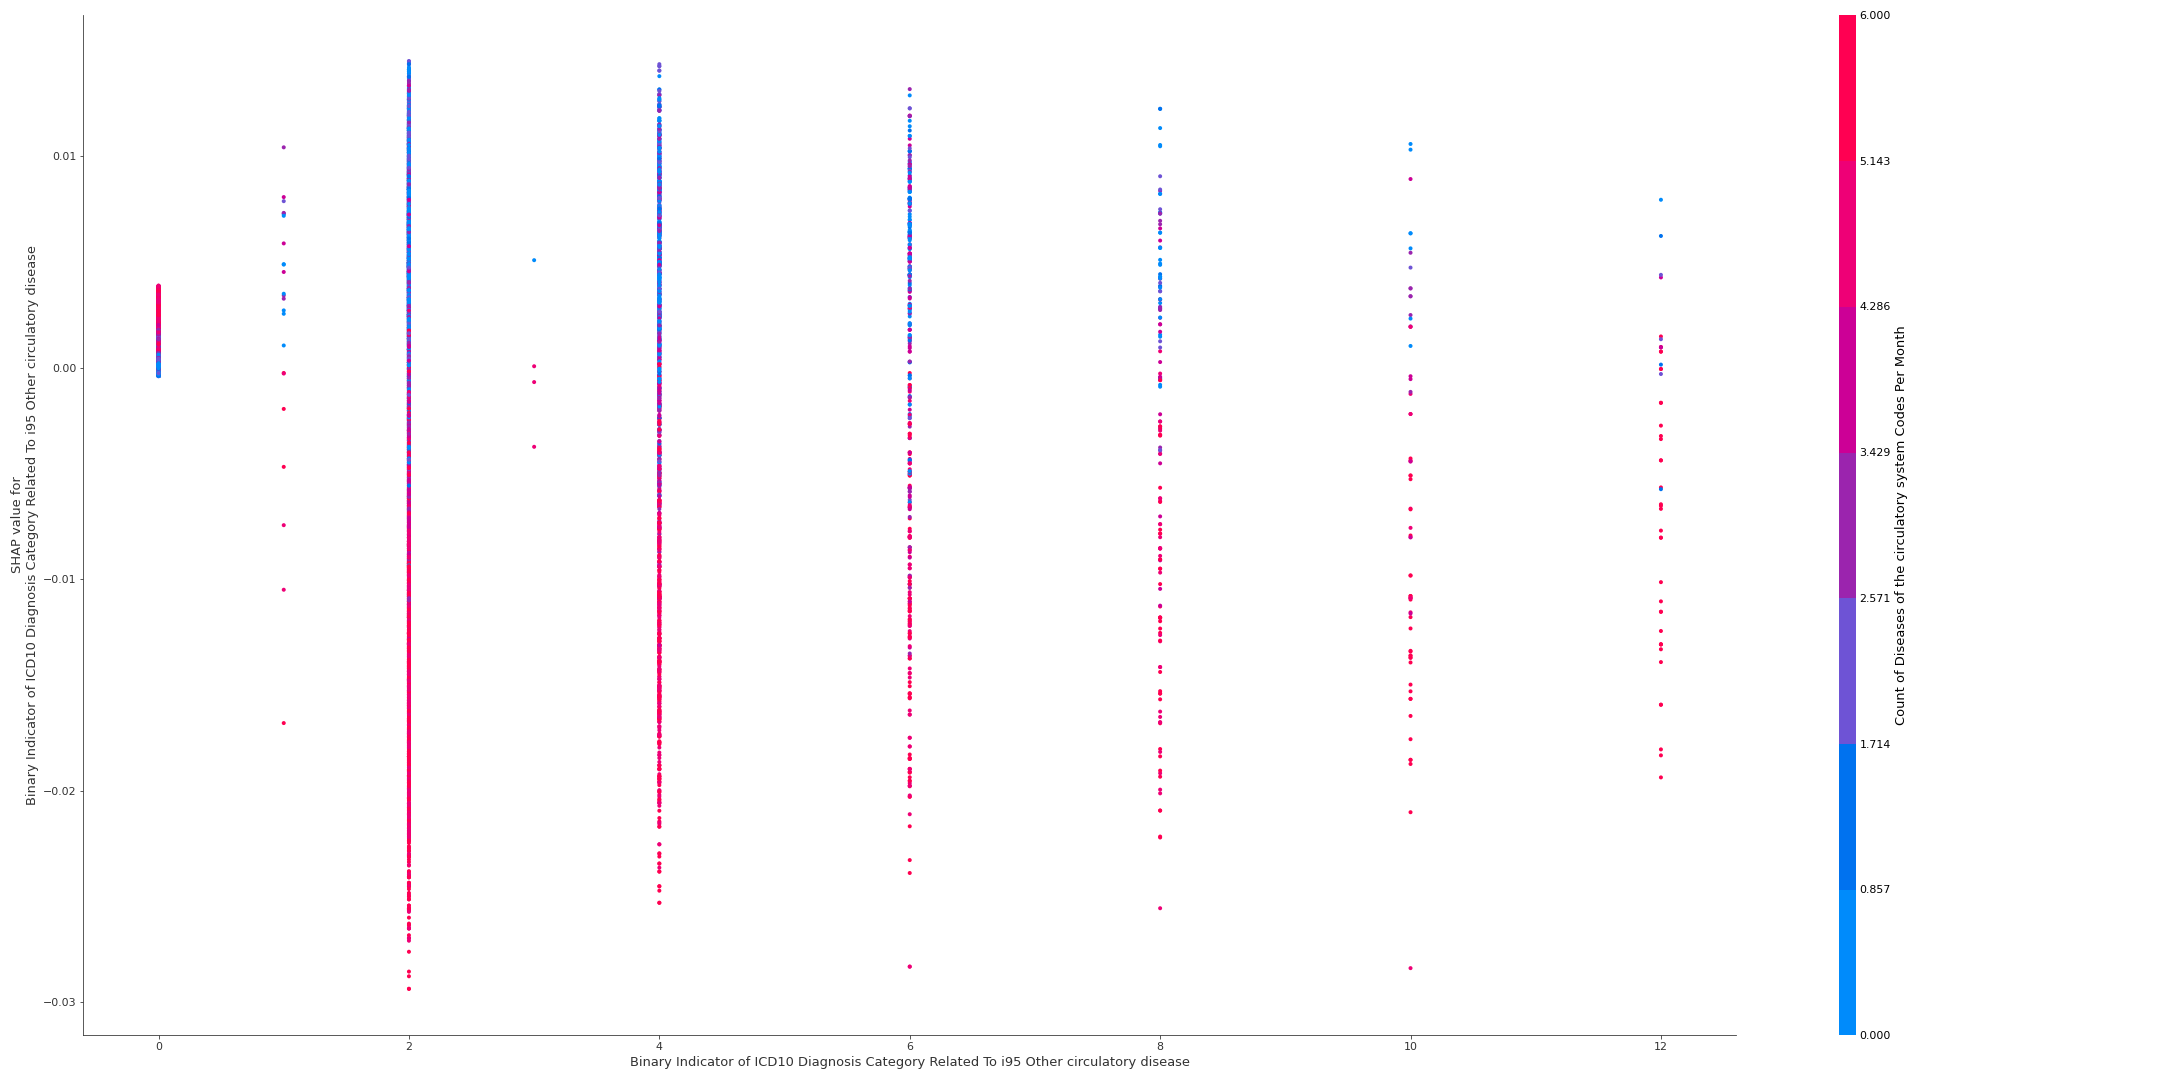 SHAP value for
Binary Indicator of ICD10 Diagnosis Category Related To i95 Other circulatory disease
0.01
0.00
−0.01
−0.02
−0.03
0 2 4 6 8 10 12
Binary Indicator of ICD10 Diagnosis Category Related To i95 Other circulatory disease
6.000
5.143
4.286
3.429
2.571
1.714
0.857
0.000
Count of Diseases of the circulatory system Codes Per Month